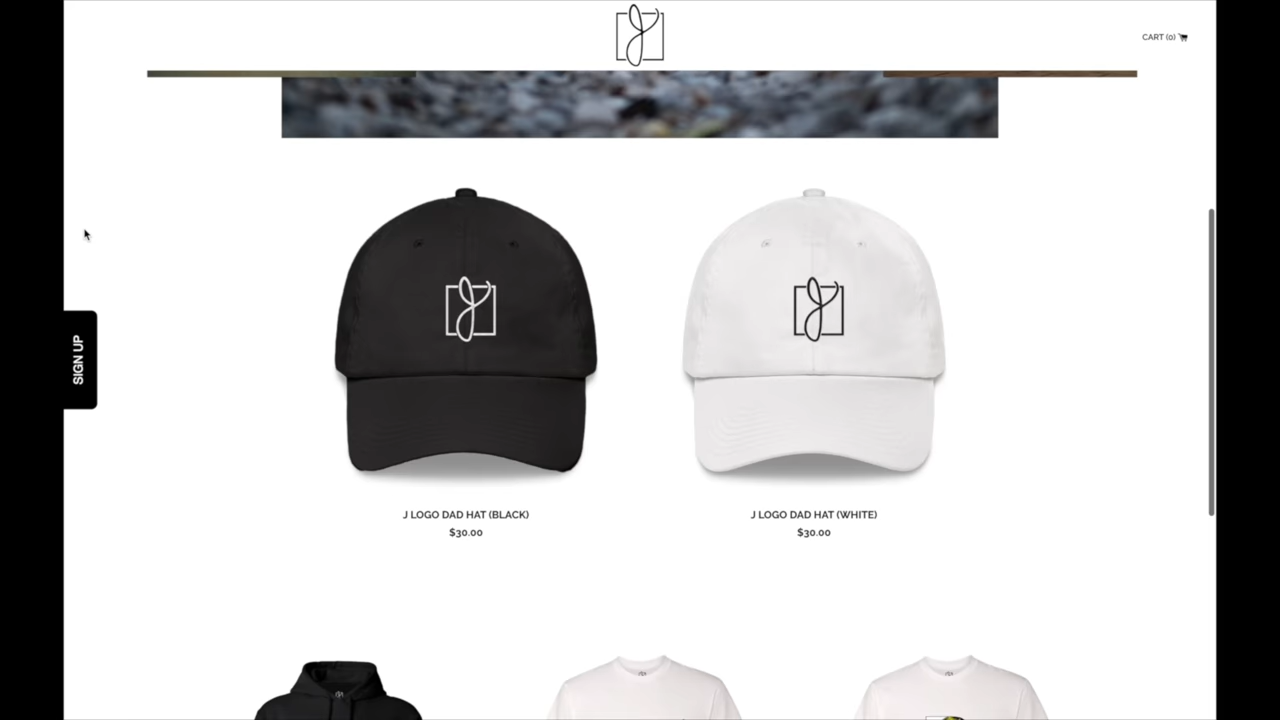 CART (0)
SIGN UP
J LOGO DAD HAT (BLACK)
$30.00
J LOGO DAD HAT (WHITE)
$30.00